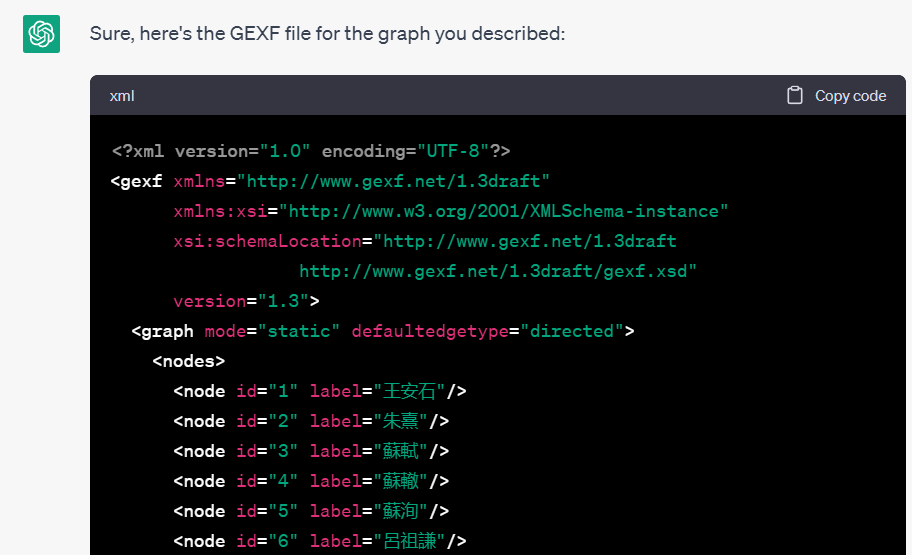 Sure, here's the GEXF file for the graph you described:
xml Copy code
<?xml version="1.0" encoding="UTF-8"?>
<gexf xmlns="http://www.gexf.net/1.3draft"
xmlns:xsi="http://www.w3.org/2001/XMLSchema-instance"
xsi:schemaLocation="http://www.gexf.net/1.3draft
http://www.gexf.net/1.3draft/gexf.xsd"
version="1.3">
<graph mode="static" defaultedgetype="directed">
<nodes>
<node id="1" label="王安石"/>
<node id="2" label="朱熹"/>
<node id="3" label="蘇軾"/>
<node id="4" label="蘇轍"/>
<node id="5" label="蘇洵"/>
<node id="6" label="呂祖謙"/>